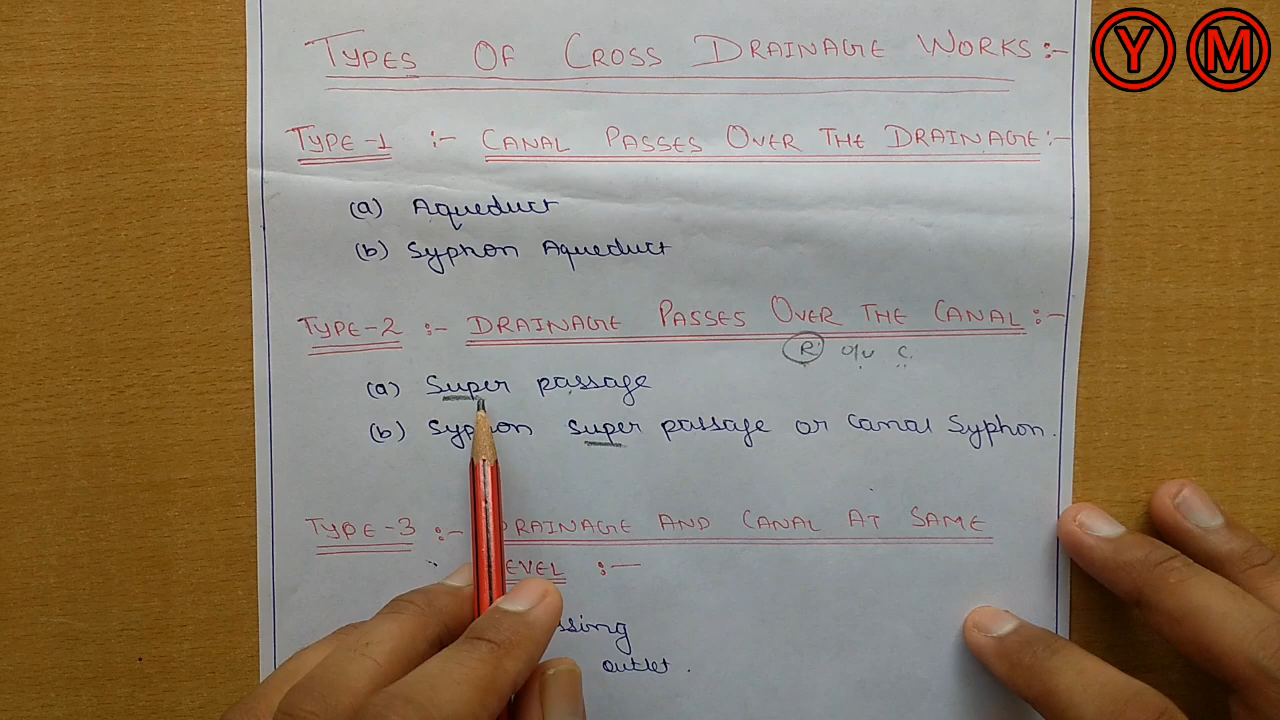 Y M
TYPES OF CROSS DRAINAGE WORKS:-
TYPE-1 :- CANAL PASSES OVER THE DRAINAGE:-
(a) Aqueduct
(b) Syphon Aqueduct
TYPE-2 :- DRAINAGE PASSES OVER THE CANAL:-
R o/v C.
(a) Super passage
(b) Syphon super passage or Canal Syphon.
TYPE-3 :- DRAINAGE AND CANAL AT SAME
LEVEL :-
outlet.